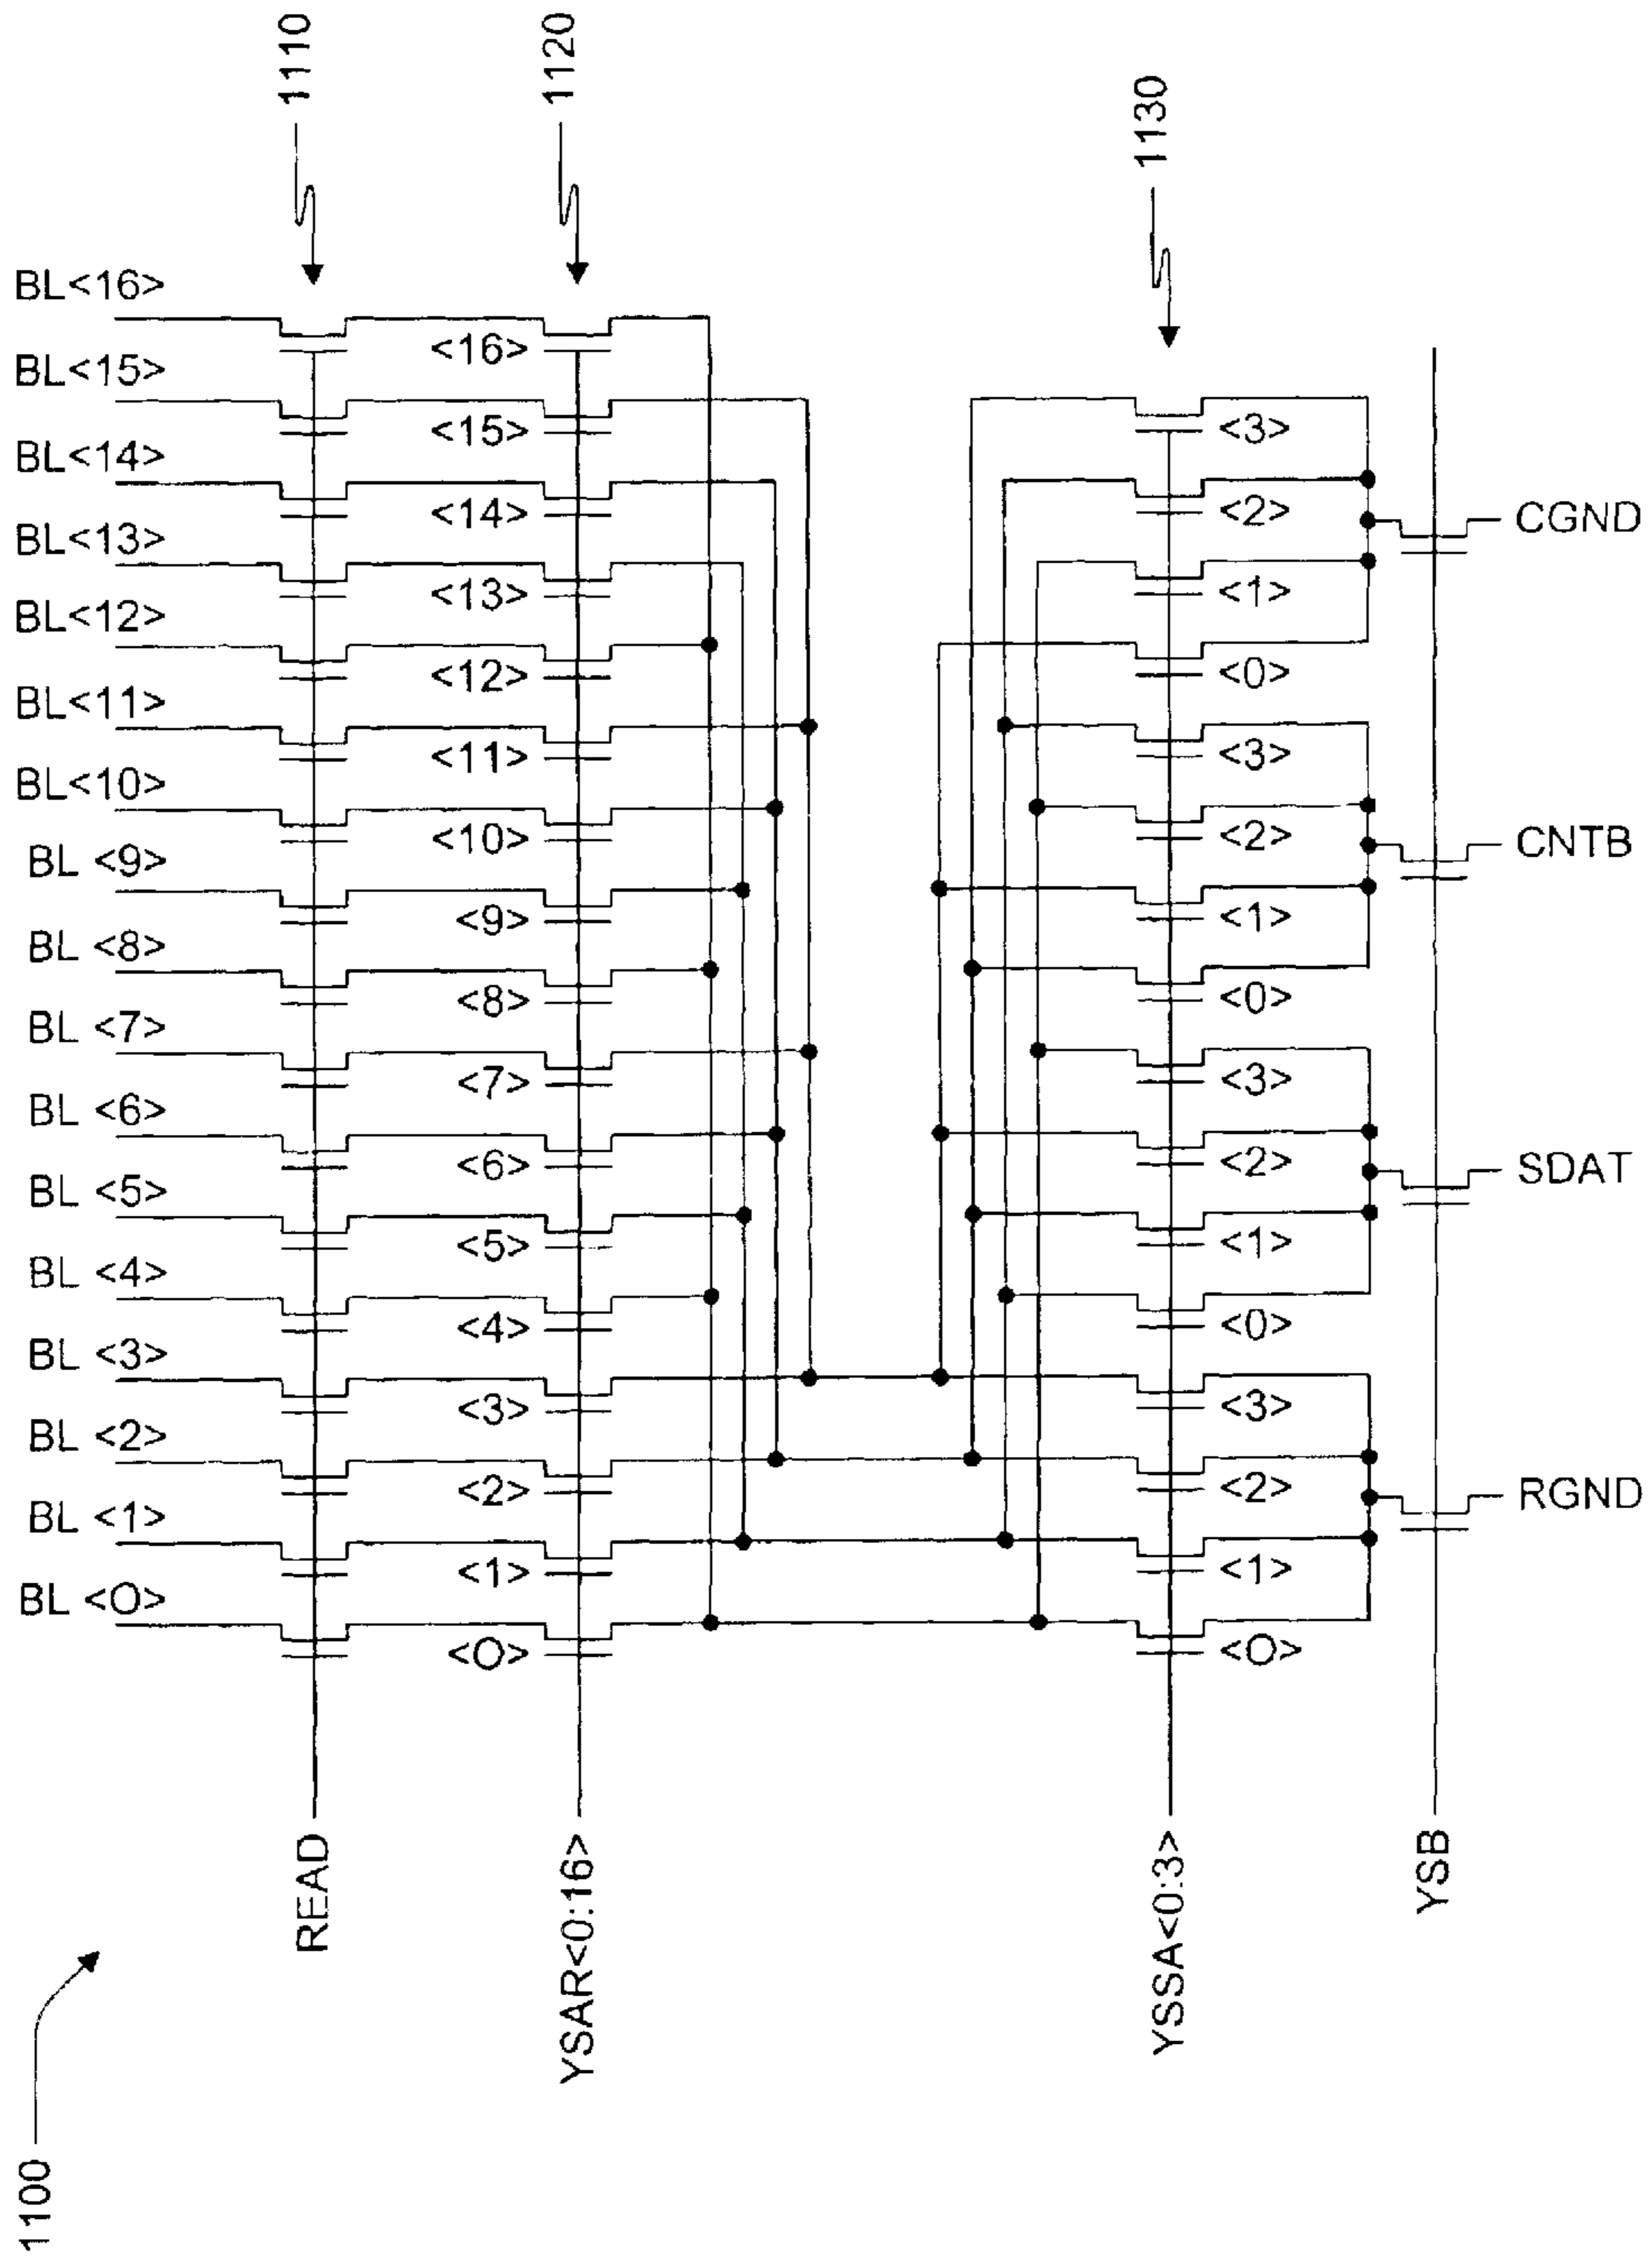 1100
1110
1120
1130
BL<16>
BL<15>
BL<14>
BL<13>
BL<12>
BL<11>
BL<10>
BL <9>
BL <8>
BL <7>
BL <6>
BL <5>
BL <4>
BL <3>
BL <2>
BL <1>
BL <O>
READ
<16>
<15>
<14>
<13>
<12>
<11>
<10>
<9>
<8>
<7>
<6>
<5>
<4>
<3>
<2>
<1>
<O>
YSAR<0:16>
<3>
<2>
<1>
<0>
<3>
<2>
<1>
<0>
<3>
<2>
<1>
<0>
<3>
<2>
<1>
<O>
YSSA<0:3>
YSB
CGND
CNTB
SDAT
RGND